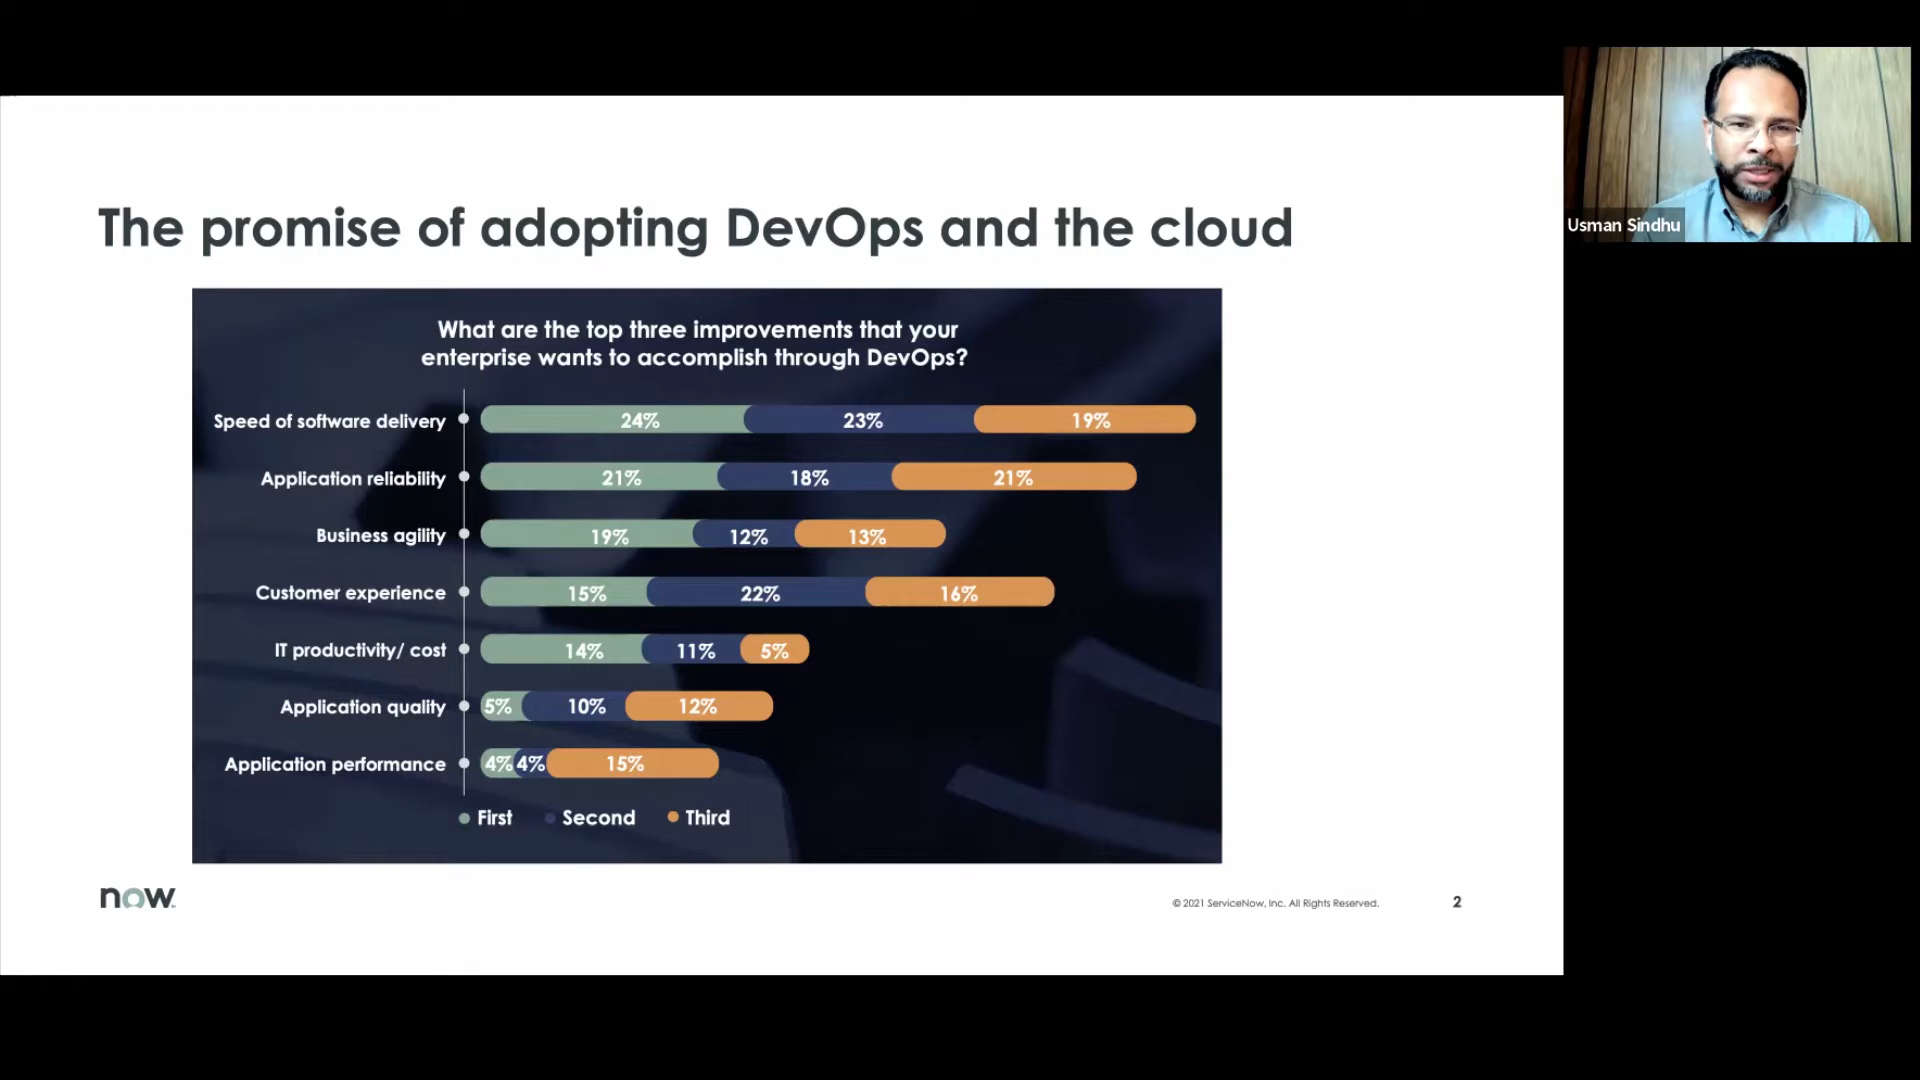 Usman Sindhu
The promise of adopting DevOps and the cloud
What are the top three improvements that your
enterprise wants to accomplish through DevOps?
Speed of software delivery 24% 23% 19%
Application reliability 21% 18% 21%
Business agility 19% 12% 13%
Customer experience 15% 22% 16%
IT productivity/ cost 14% 11% 5%
Application quality 5% 10% 12%
Application performance 4% 4% 15%
First Second Third
now
© 2021 ServiceNow, Inc. All Rights Reserved. 2